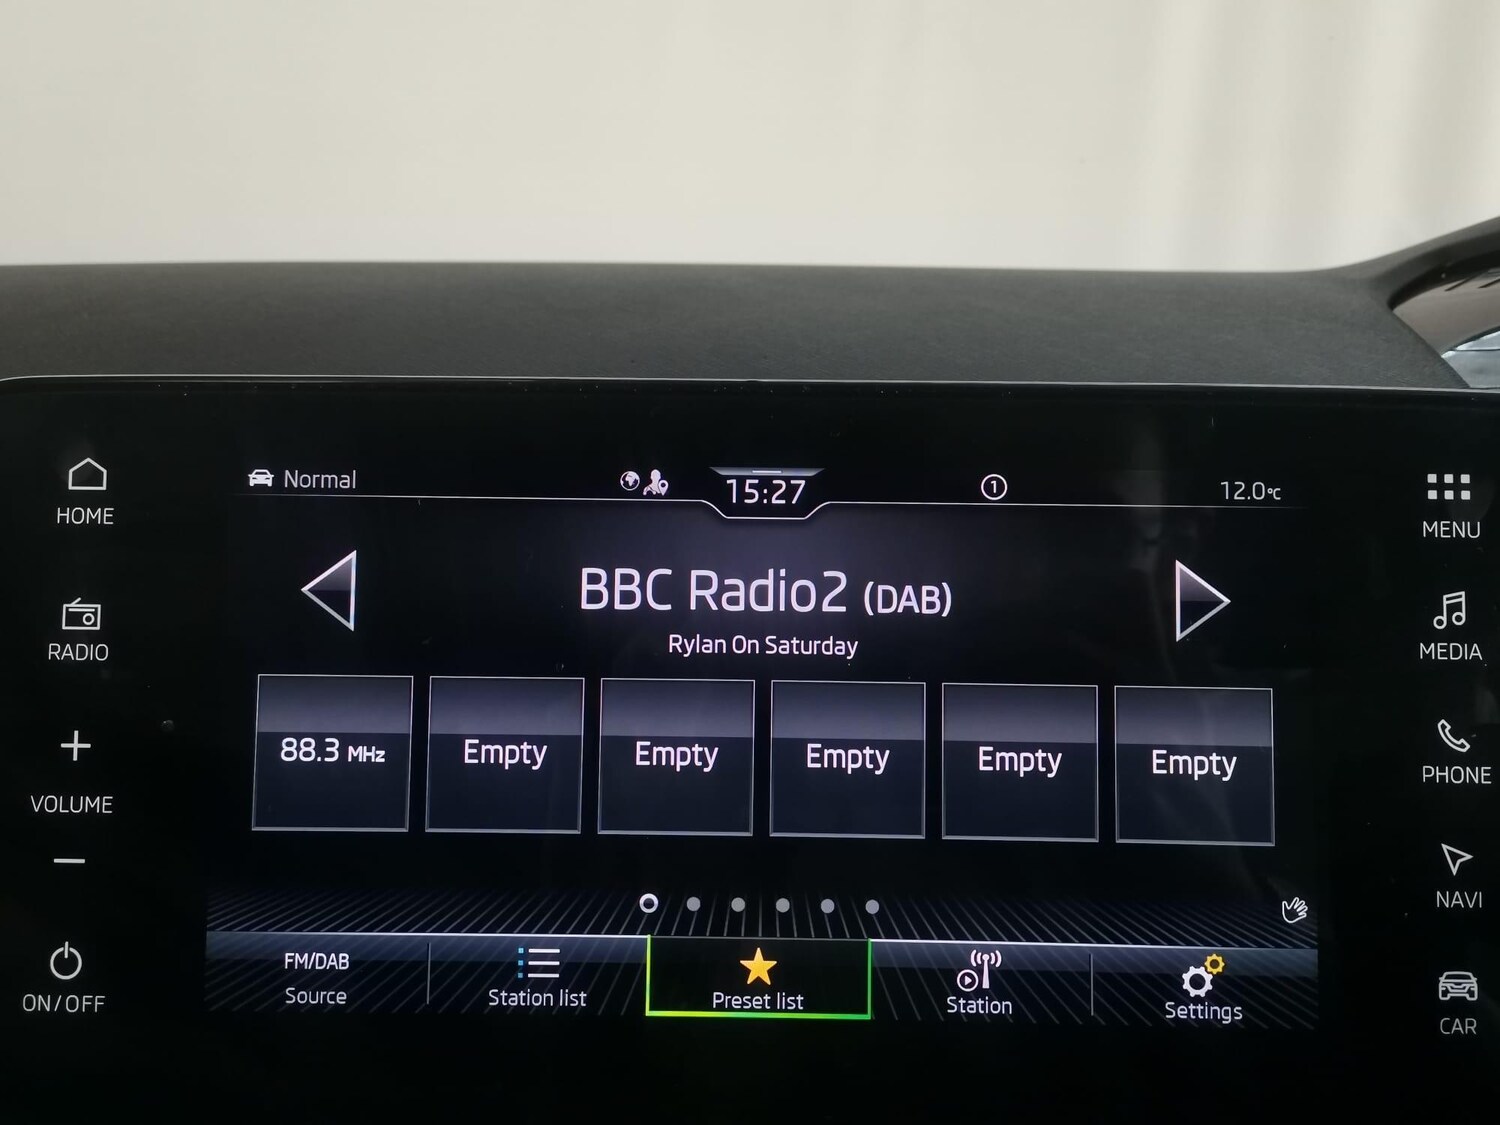 Normal
15:27
1
12.0°C
HOME
MENU
BBC Radio2 (DAB)
Rylan On Saturday
RADIO
MEDIA
88.3 MHz
Empty
Empty
Empty
Empty
Empty
VOLUME
PHONE
NAVI
FM/DAB
Source
Station list
Preset list
Station
Settings
ON/OFF
CAR